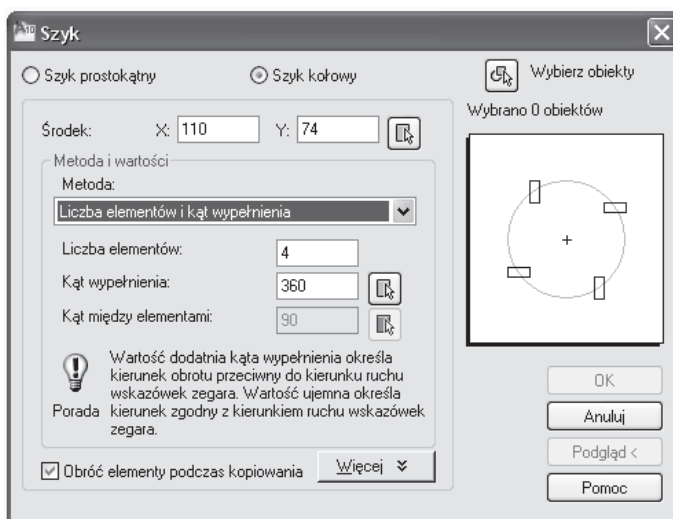 Szyk
Szyk prostokątny
Szyk kołowy
Wybierz obiekty
Wybrano 0 obiektów
Środek: X: 110 Y: 74
Metoda i wartości
Metoda:
Liczba elementów i kąt wypełnienia
Liczba elementów: 4
Kąt wypełnienia: 360
Kąt między elementami: 90
Wartość dodatnia kąta wypełnienia określa
kierunek obrotu przeciwny do kierunku ruchu
wskazówek zegara. Wartość ujemna określa
Porada kierunek zgodny z kierunkiem ruchu wskazówek
zegara.
Obróć elementy podczas kopiowania
Więcej
OK
Anuluj
Podgląd <
Pomoc